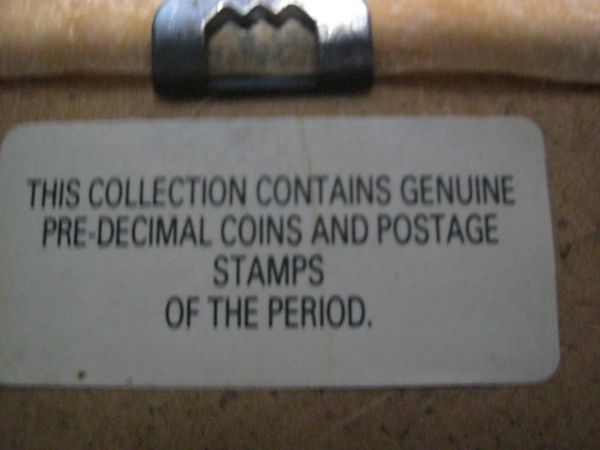 THIS COLLECTION CONTAINS GENUINE
PRE-DECIMAL COINS AND POSTAGE
STAMPS
OF THE PERIOD.